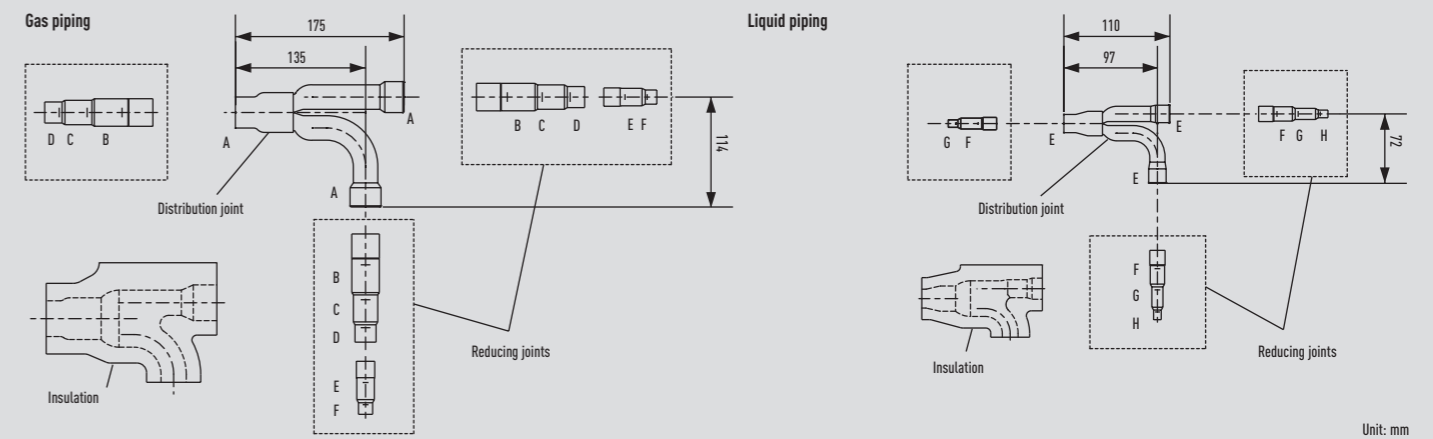 Gas piping
175
135
D C B
B C D
E F
A
A
A
114
Distribution joint
B
C
D
E
F
Reducing joints
Insulation
Liquid piping
110
97
G F
F G H
E
E
E
72
Distribution joint
F
G
H
Reducing joints
Insulation
Unit: mm